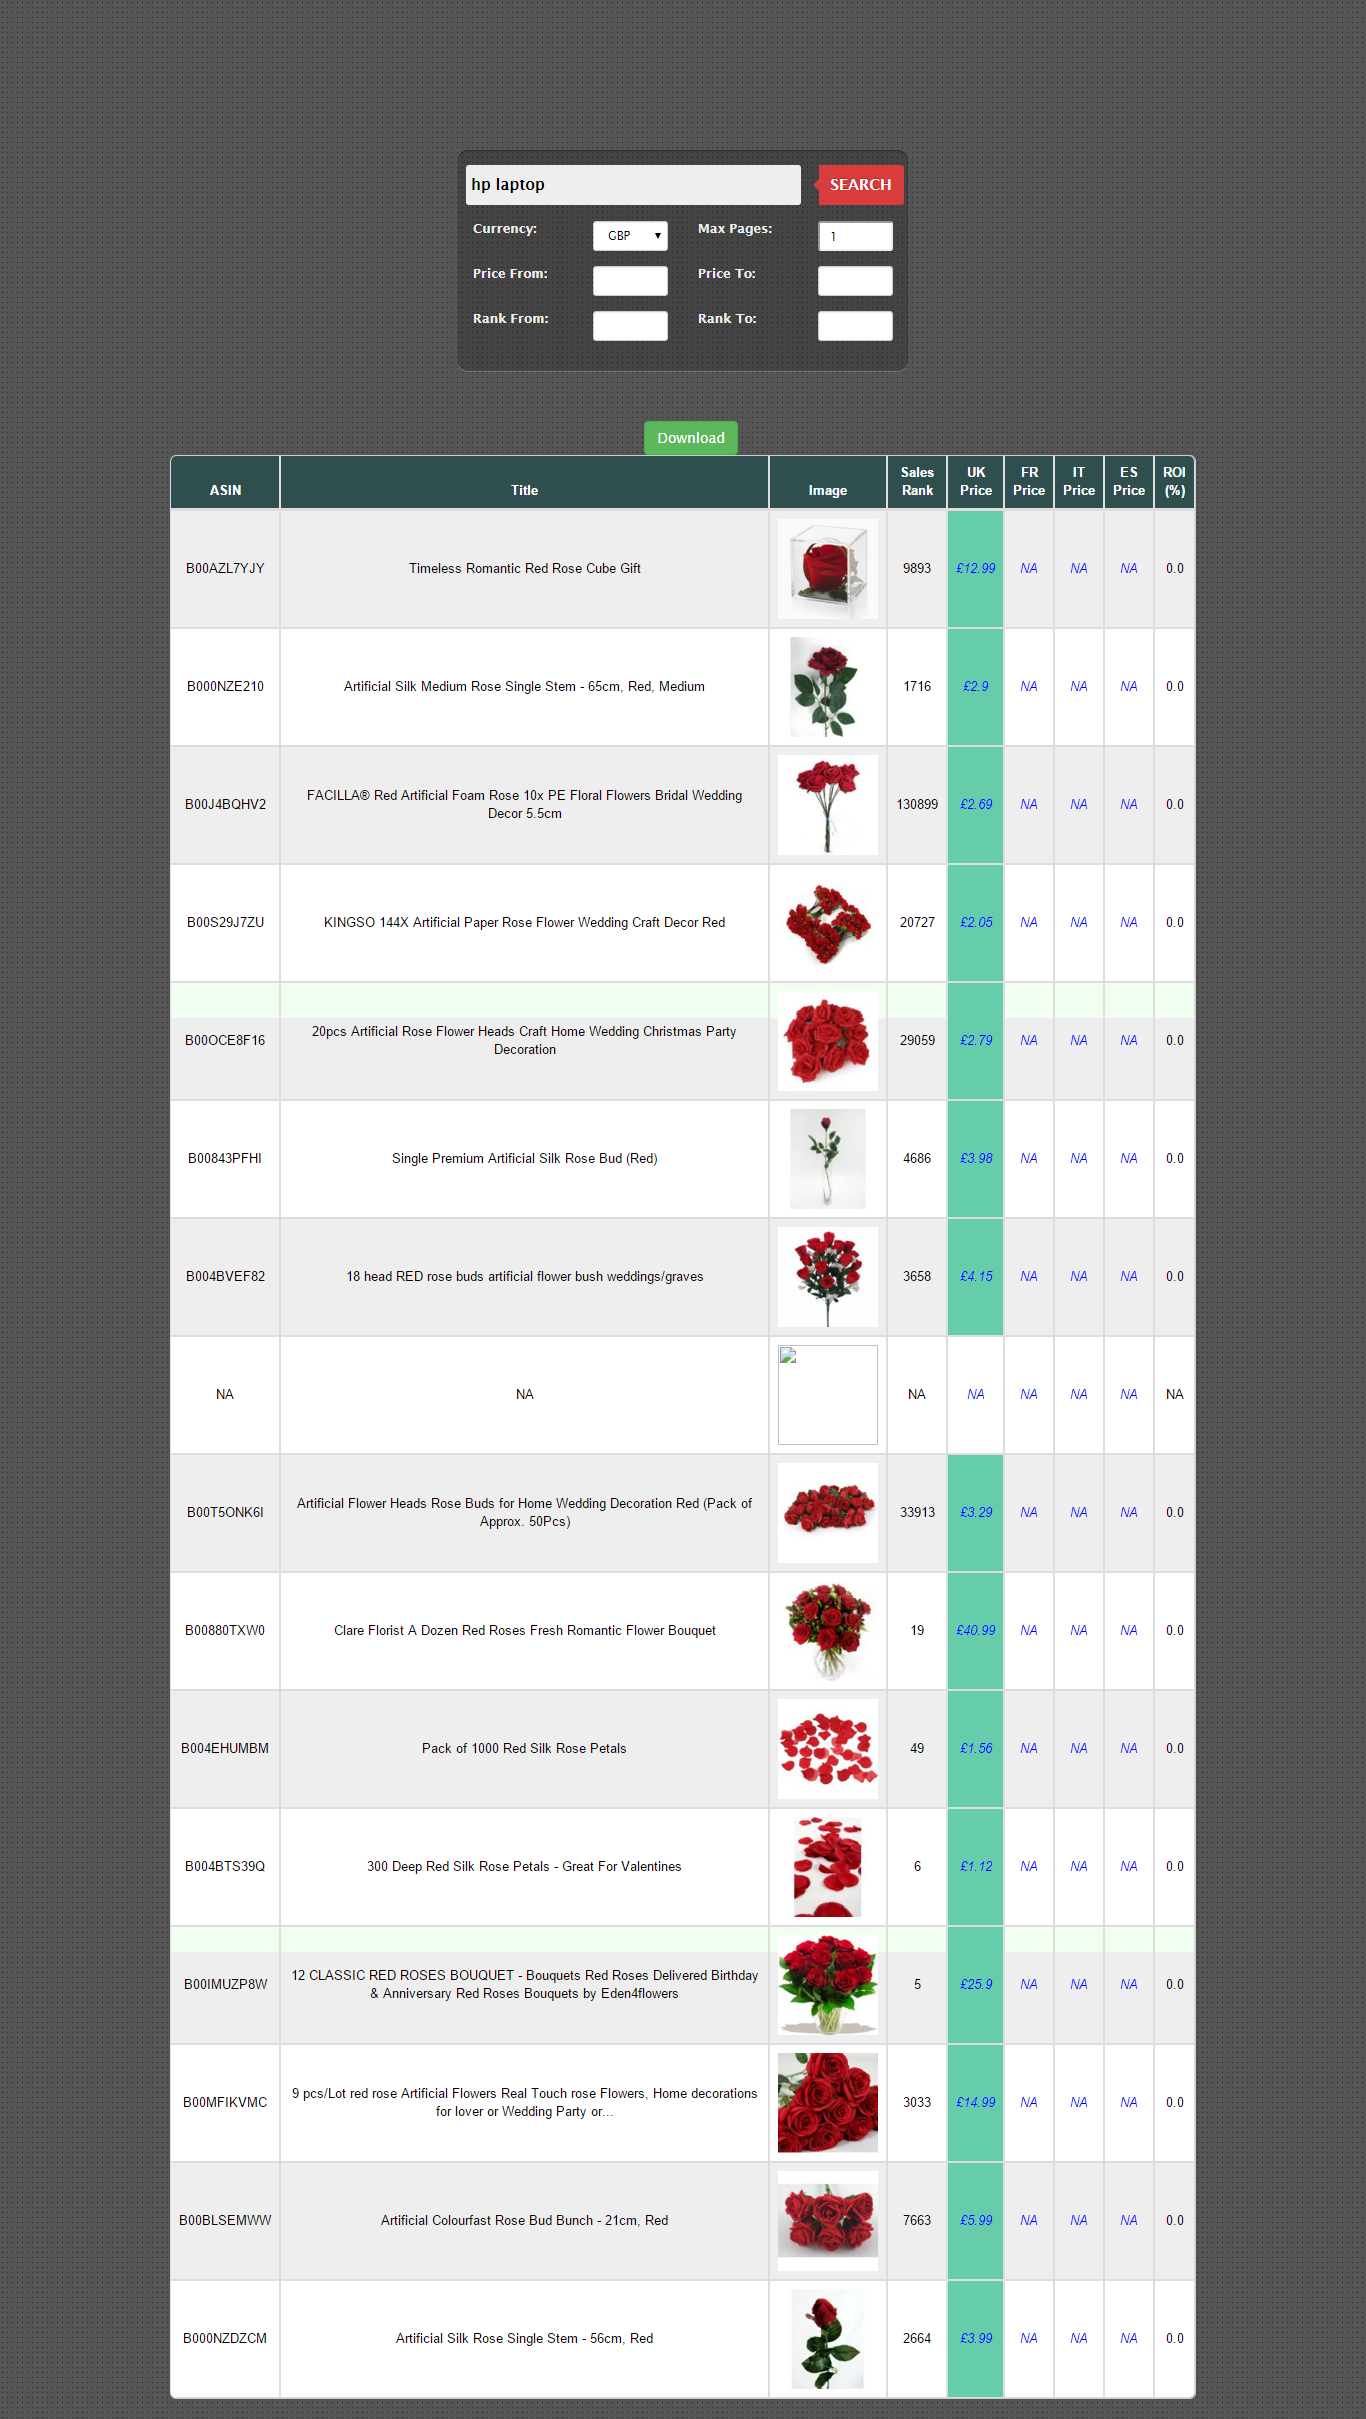 hp laptop
SEARCH
Currency: GBP Max Pages: 1
Price From: Price To:
Rank From: Rank To:
Download
ASIN Title Image Sales Rank UK Price FR Price IT Price ES Price ROI (%)
B00AZL7YJY Timeless Romantic Red Rose Cube Gift 9893 £12.99 NA NA NA 0.0
B000NZE210 Artificial Silk Medium Rose Single Stem - 65cm, Red, Medium 1716 £2.9 NA NA NA 0.0
B00J4BQHV2 FACILLA® Red Artificial Foam Rose 10x PE Floral Flowers Bridal Wedding
Decor 5.5cm 130899 £2.69 NA NA NA 0.0
B00S29J7ZU KINGSO 144X Artificial Paper Rose Flower Wedding Craft Decor Red 20727 £2.05 NA NA NA 0.0
B00OCE8F16 20pcs Artificial Rose Flower Heads Craft Home Wedding Christmas Party
Decoration 29059 £2.79 NA NA NA 0.0
B00843PFHI Single Premium Artificial Silk Rose Bud (Red) 4686 £3.98 NA NA NA 0.0
B004BVEF82 18 head RED rose buds artificial flower bush weddings/graves 3658 £4.15 NA NA NA 0.0
NA NA NA NA NA NA NA NA
B00T5ONK6I Artificial Flower Heads Rose Buds for Home Wedding Decoration Red (Pack of
Approx. 50Pcs) 33913 £3.29 NA NA NA 0.0
B00880TXW0 Clare Florist A Dozen Red Roses Fresh Romantic Flower Bouquet 19 £40.99 NA NA NA 0.0
B004EHUMBM Pack of 1000 Red Silk Rose Petals 49 £1.56 NA NA NA 0.0
B004BTS39Q 300 Deep Red Silk Rose Petals - Great For Valentines 6 £1.12 NA NA NA 0.0
B00IMUZP8W 12 CLASSIC RED ROSES BOUQUET - Bouquets Red Roses Delivered Birthday
& Anniversary Red Roses Bouquets by Eden4flowers 5 £25.9 NA NA NA 0.0
B00MFIKVMC 9 pcs/Lot red rose Artificial Flowers Real Touch rose Flowers, Home decorations
for lover or Wedding Party or... 3033 £14.99 NA NA NA 0.0
B00BLSEMWW Artificial Colourfast Rose Bud Bunch - 21cm, Red 7663 £5.99 NA NA NA 0.0
B000NZDZCM Artificial Silk Rose Single Stem - 56cm, Red 2664 £3.99 NA NA NA 0.0